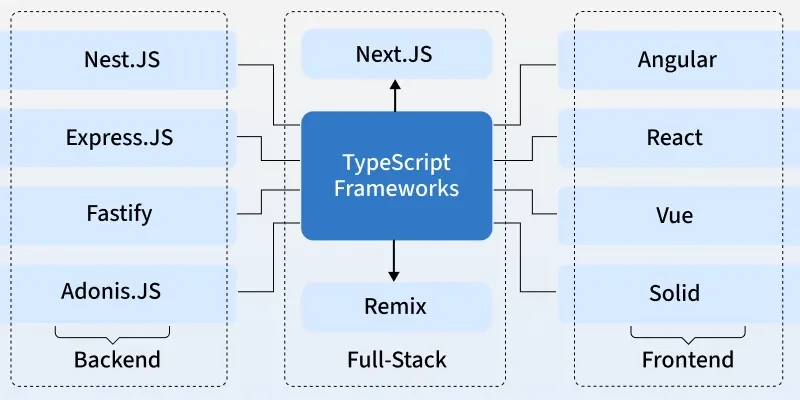 Nest.JS
Express.JS
Fastify
Adonis.JS
Backend
Next.JS
TypeScript
Frameworks
Remix
Full-Stack
Angular
React
Vue
Solid
Frontend